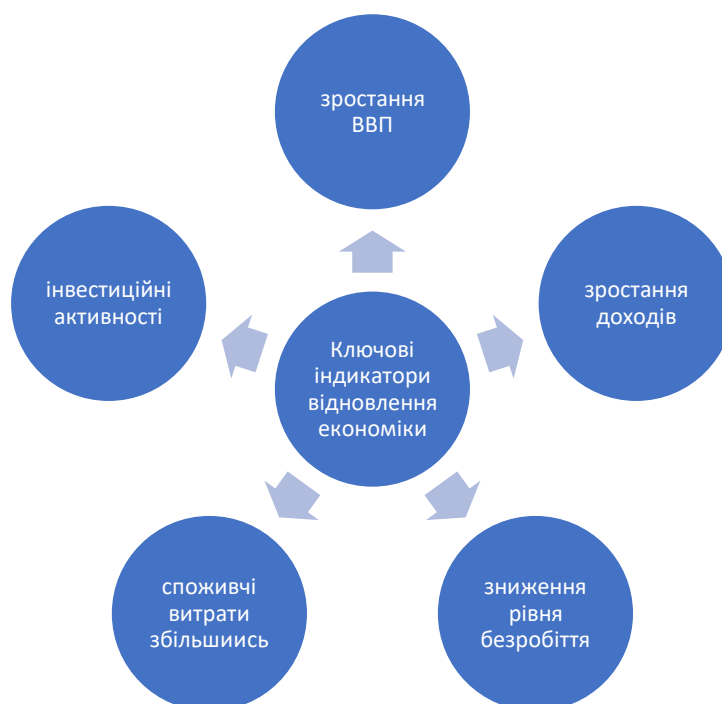 зростання
ВВП
інвестиційні
активності
зростання
доходів
Ключові
індикатори
відновлення
економіки
споживчі
витрати
збільшиись
зниження
рівня
безробіття